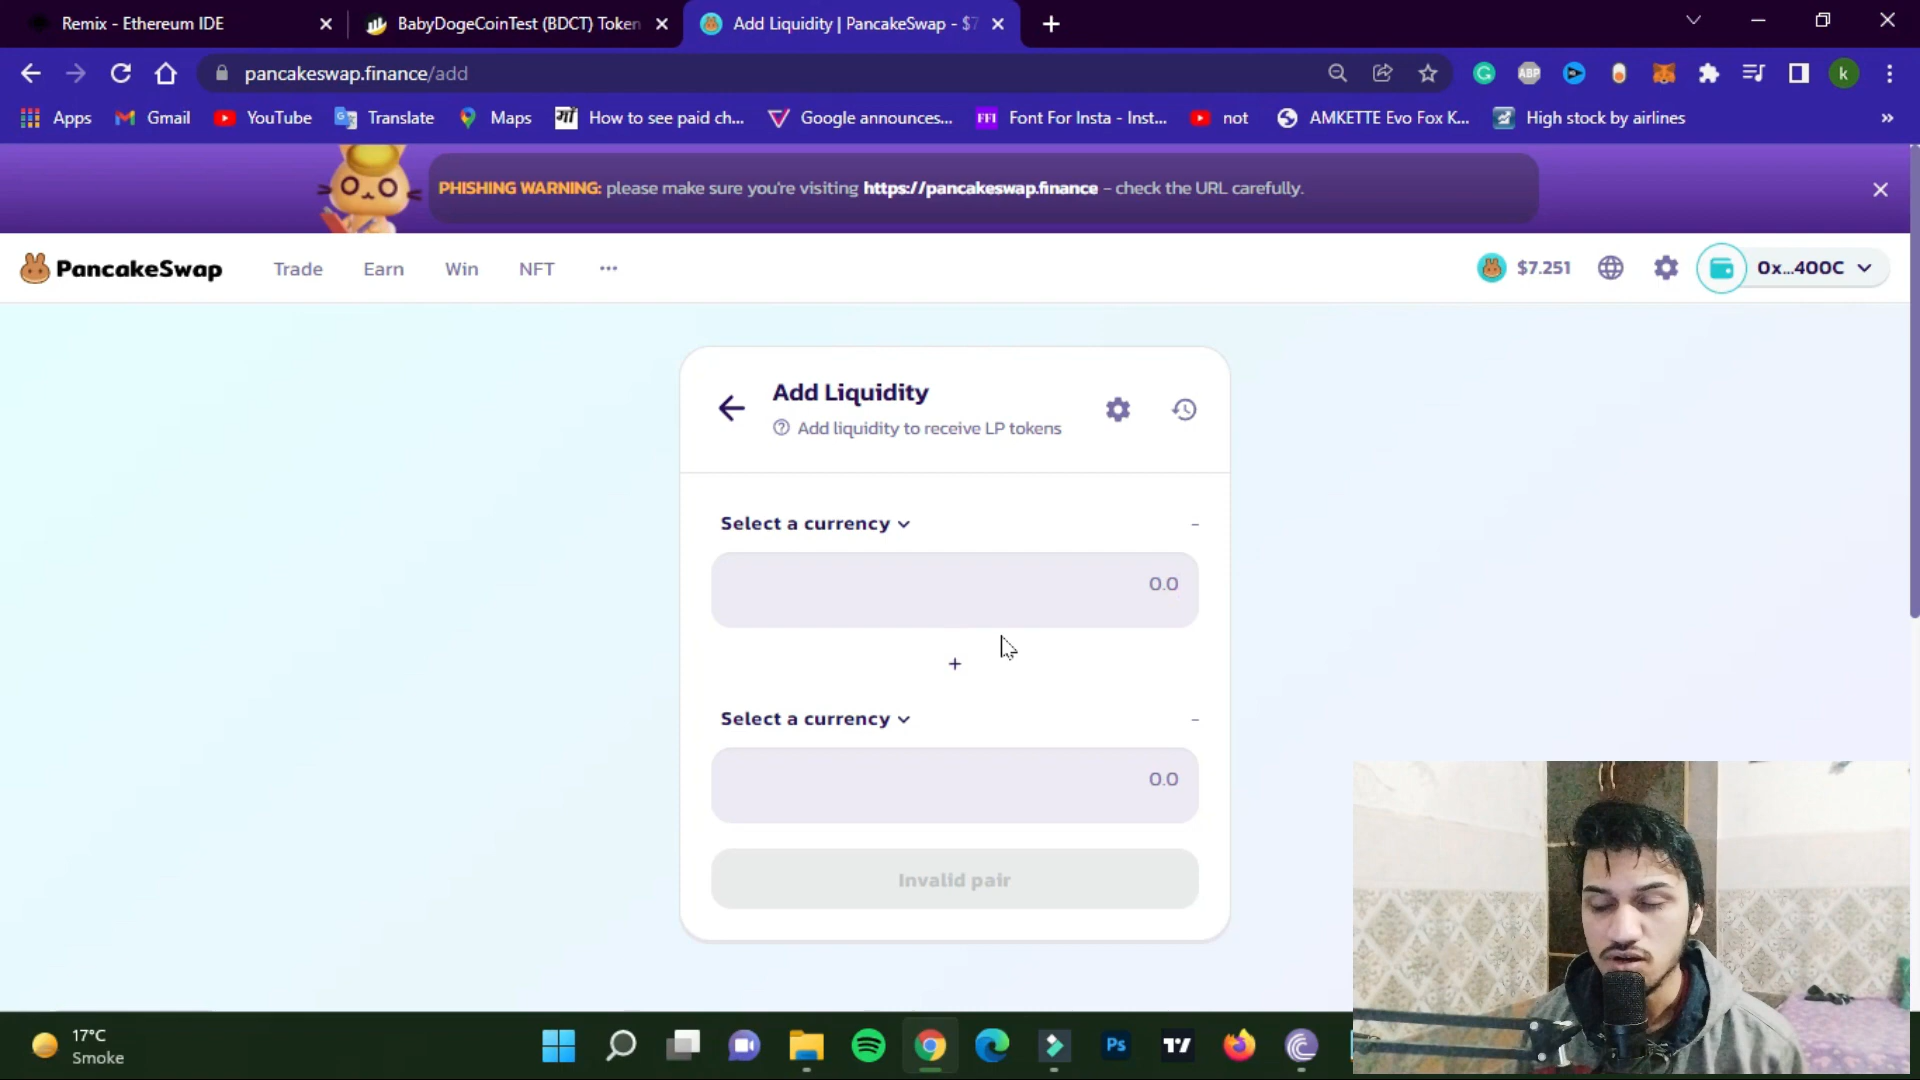 Remix - Ethereum IDE
BabyDogeCoinTest (BDCT) Token
Add Liquidity | PancakeSwap - $7
pancakeswap.finance/add
ABP
k
Apps
Gmail
YouTube
Translate
Maps
How to see paid ch...
Google announces...
FFI
Font For Insta - Inst...
not
AMKETTE Evo Fox K...
High stock by airlines
»
PHISHING WARNING: please make sure you're visiting https://pancakeswap.finance - check the URL carefully.
PancakeSwap
Trade
Earn
Win
NFT
$7.251
0x...400C
Add Liquidity
Add liquidity to receive LP tokens
Select a currency
-
0.0
+
Select a currency
-
0.0
Invalid pair
17°C
Smoke
Ps